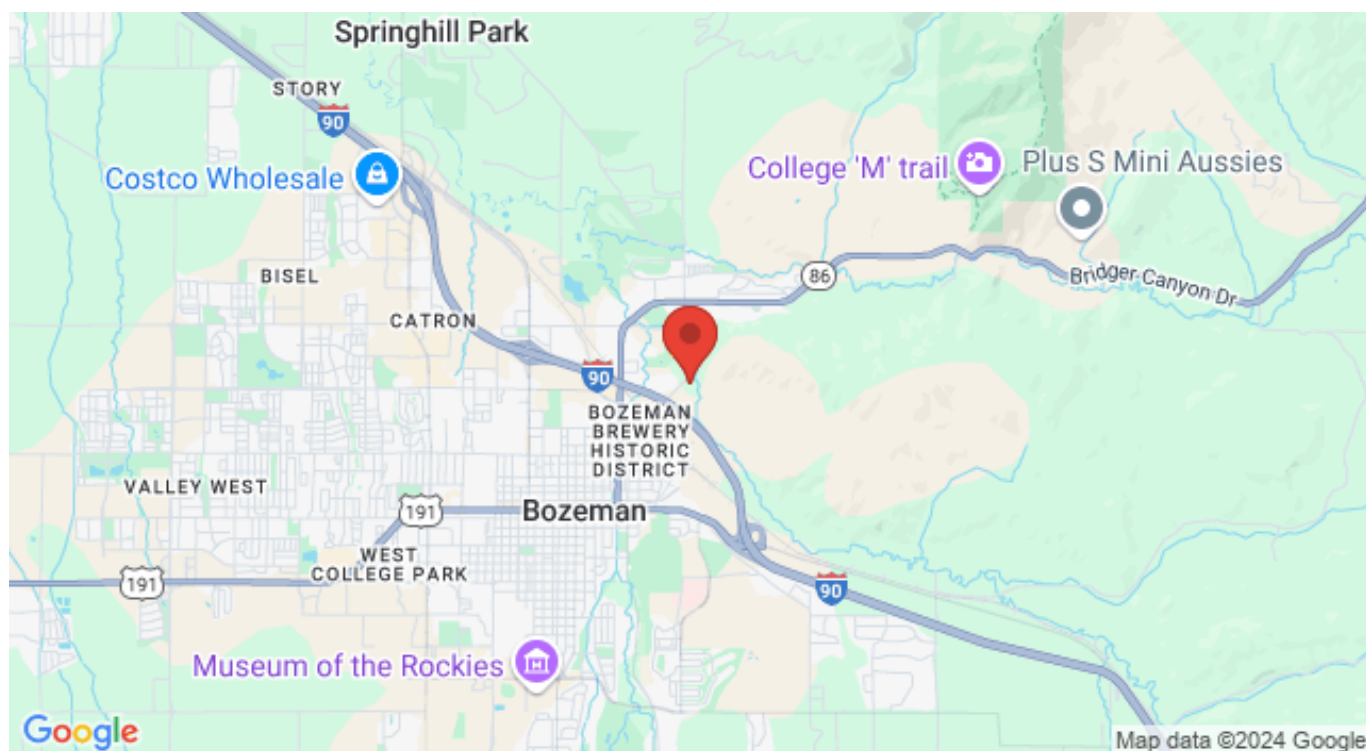 Springhill Park
STORY
90
Costco Wholesale
College 'M' trail
Plus S Mini Aussies
BISEL
86
Bridger Canyon Dr
CATRON
90
BOZEMAN
BREWERY
HISTORIC
DISTRICT
VALLEY WEST
191
Bozeman
WEST
COLLEGE PARK
191
90
Museum of the Rockies
Google
Map data ©2024 Google